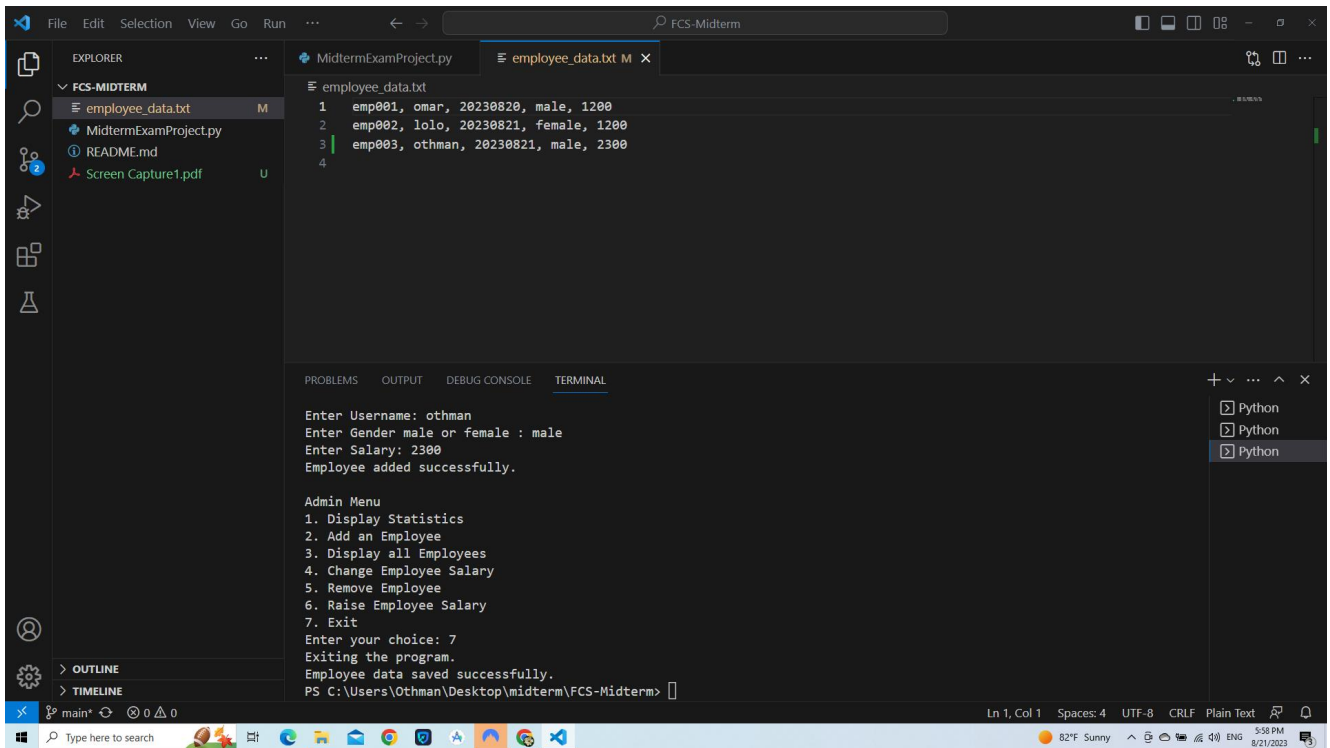 File Edit Selection View Go Run ... FCS-Midterm
EXPLORER
FCS-MIDTERM
employee_data.txt M
MidtermExamProject.py
README.md
Screen Capture1.pdf U
2
OUTLINE
TIMELINE
MidtermExamProject.py employee_data.txt M
employee_data.txt
1 emp001, omar, 20230820, male, 1200
2 emp002, lolo, 20230821, female, 1200
3 emp003, othman, 20230821, male, 2300
4
PROBLEMS OUTPUT DEBUG CONSOLE TERMINAL
Enter Username: othman
Enter Gender male or female : male
Enter Salary: 2300
Employee added successfully.
Admin Menu
1. Display Statistics
2. Add an Employee
3. Display all Employees
4. Change Employee Salary
5. Remove Employee
6. Raise Employee Salary
7. Exit
Enter your choice: 7
Exiting the program.
Employee data saved successfully.
PS C:\Users\Othman\Desktop\midterm\FCS-Midterm>
Python
Python
Python
main* 0 0 Ln 1, Col 1 Spaces: 4 UTF-8 CRLF Plain Text
Type here to search 82°F Sunny ENG 5:58 PM
8/21/2023